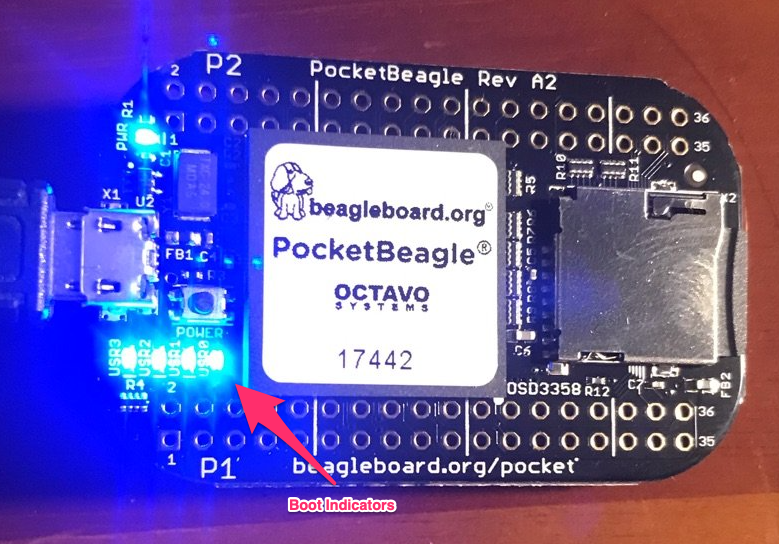 2
P2
PocketBeagle Rev A2
PWR R1
1
C1
36
35
X1
U2
R5
R10
R11
X2
beagleboard.org
PocketBeagle®
OCTAVO
SYSTEMS
17442
FB1
C4
POWER
USR3
USR2
USR1
USR0
R4
C6
OSD3358
R12
C7
FB2
2
1
P1
beagleboard.org/pocket
36
35
Boot Indicators